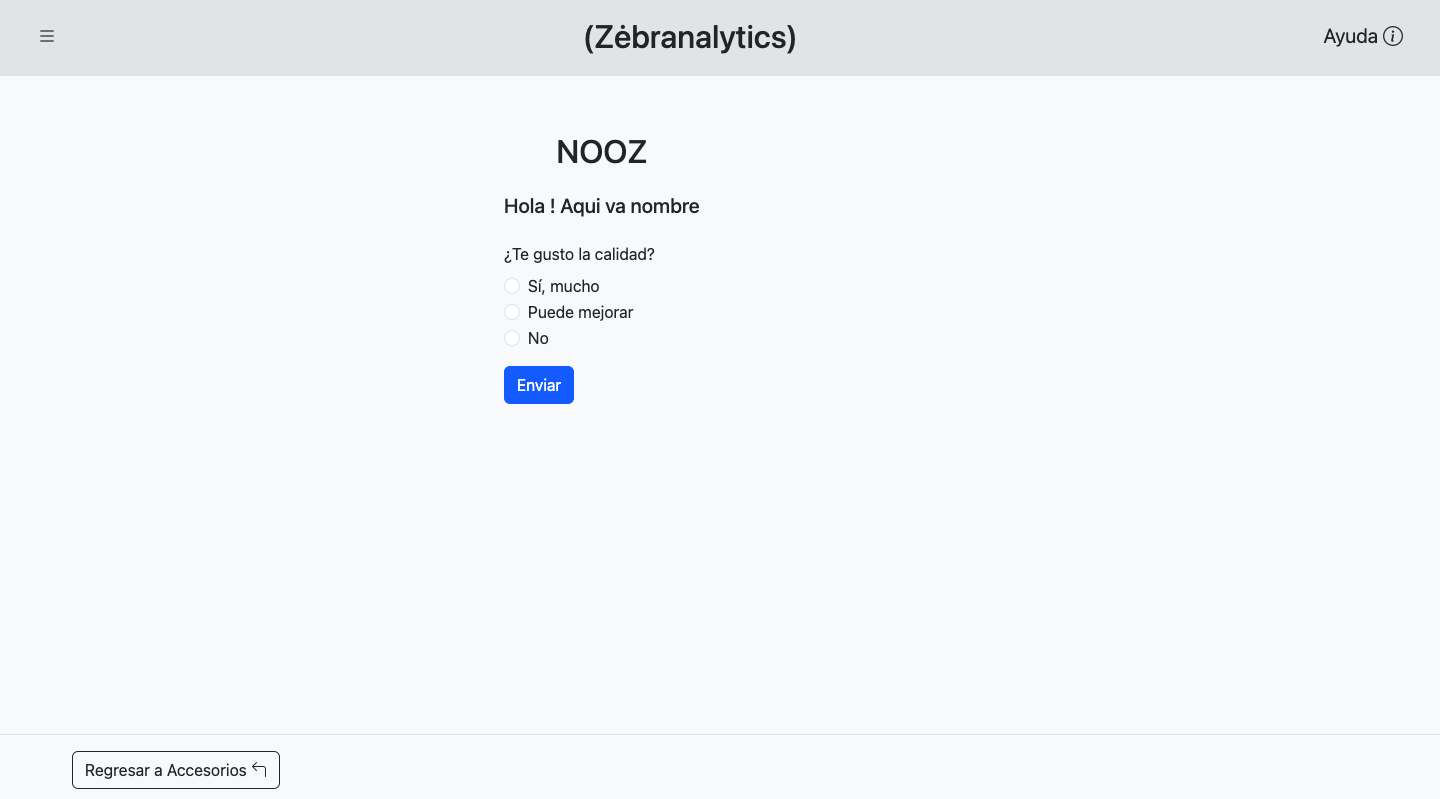 (Zėbranalytics)
Ayuda
NOOZ
Hola ! Aqui va nombre
¿Te gusto la calidad?
Sí, mucho
Puede mejorar
No
Enviar
Regresar a Accesorios